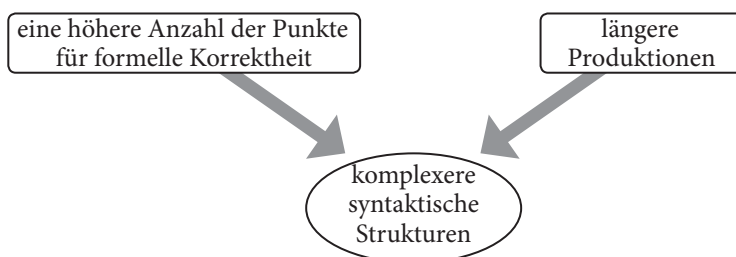 eine höhere Anzahl der Punkte
für formelle Korrektheit
längere
Produktionen
komplexere
syntaktische
Strukturen